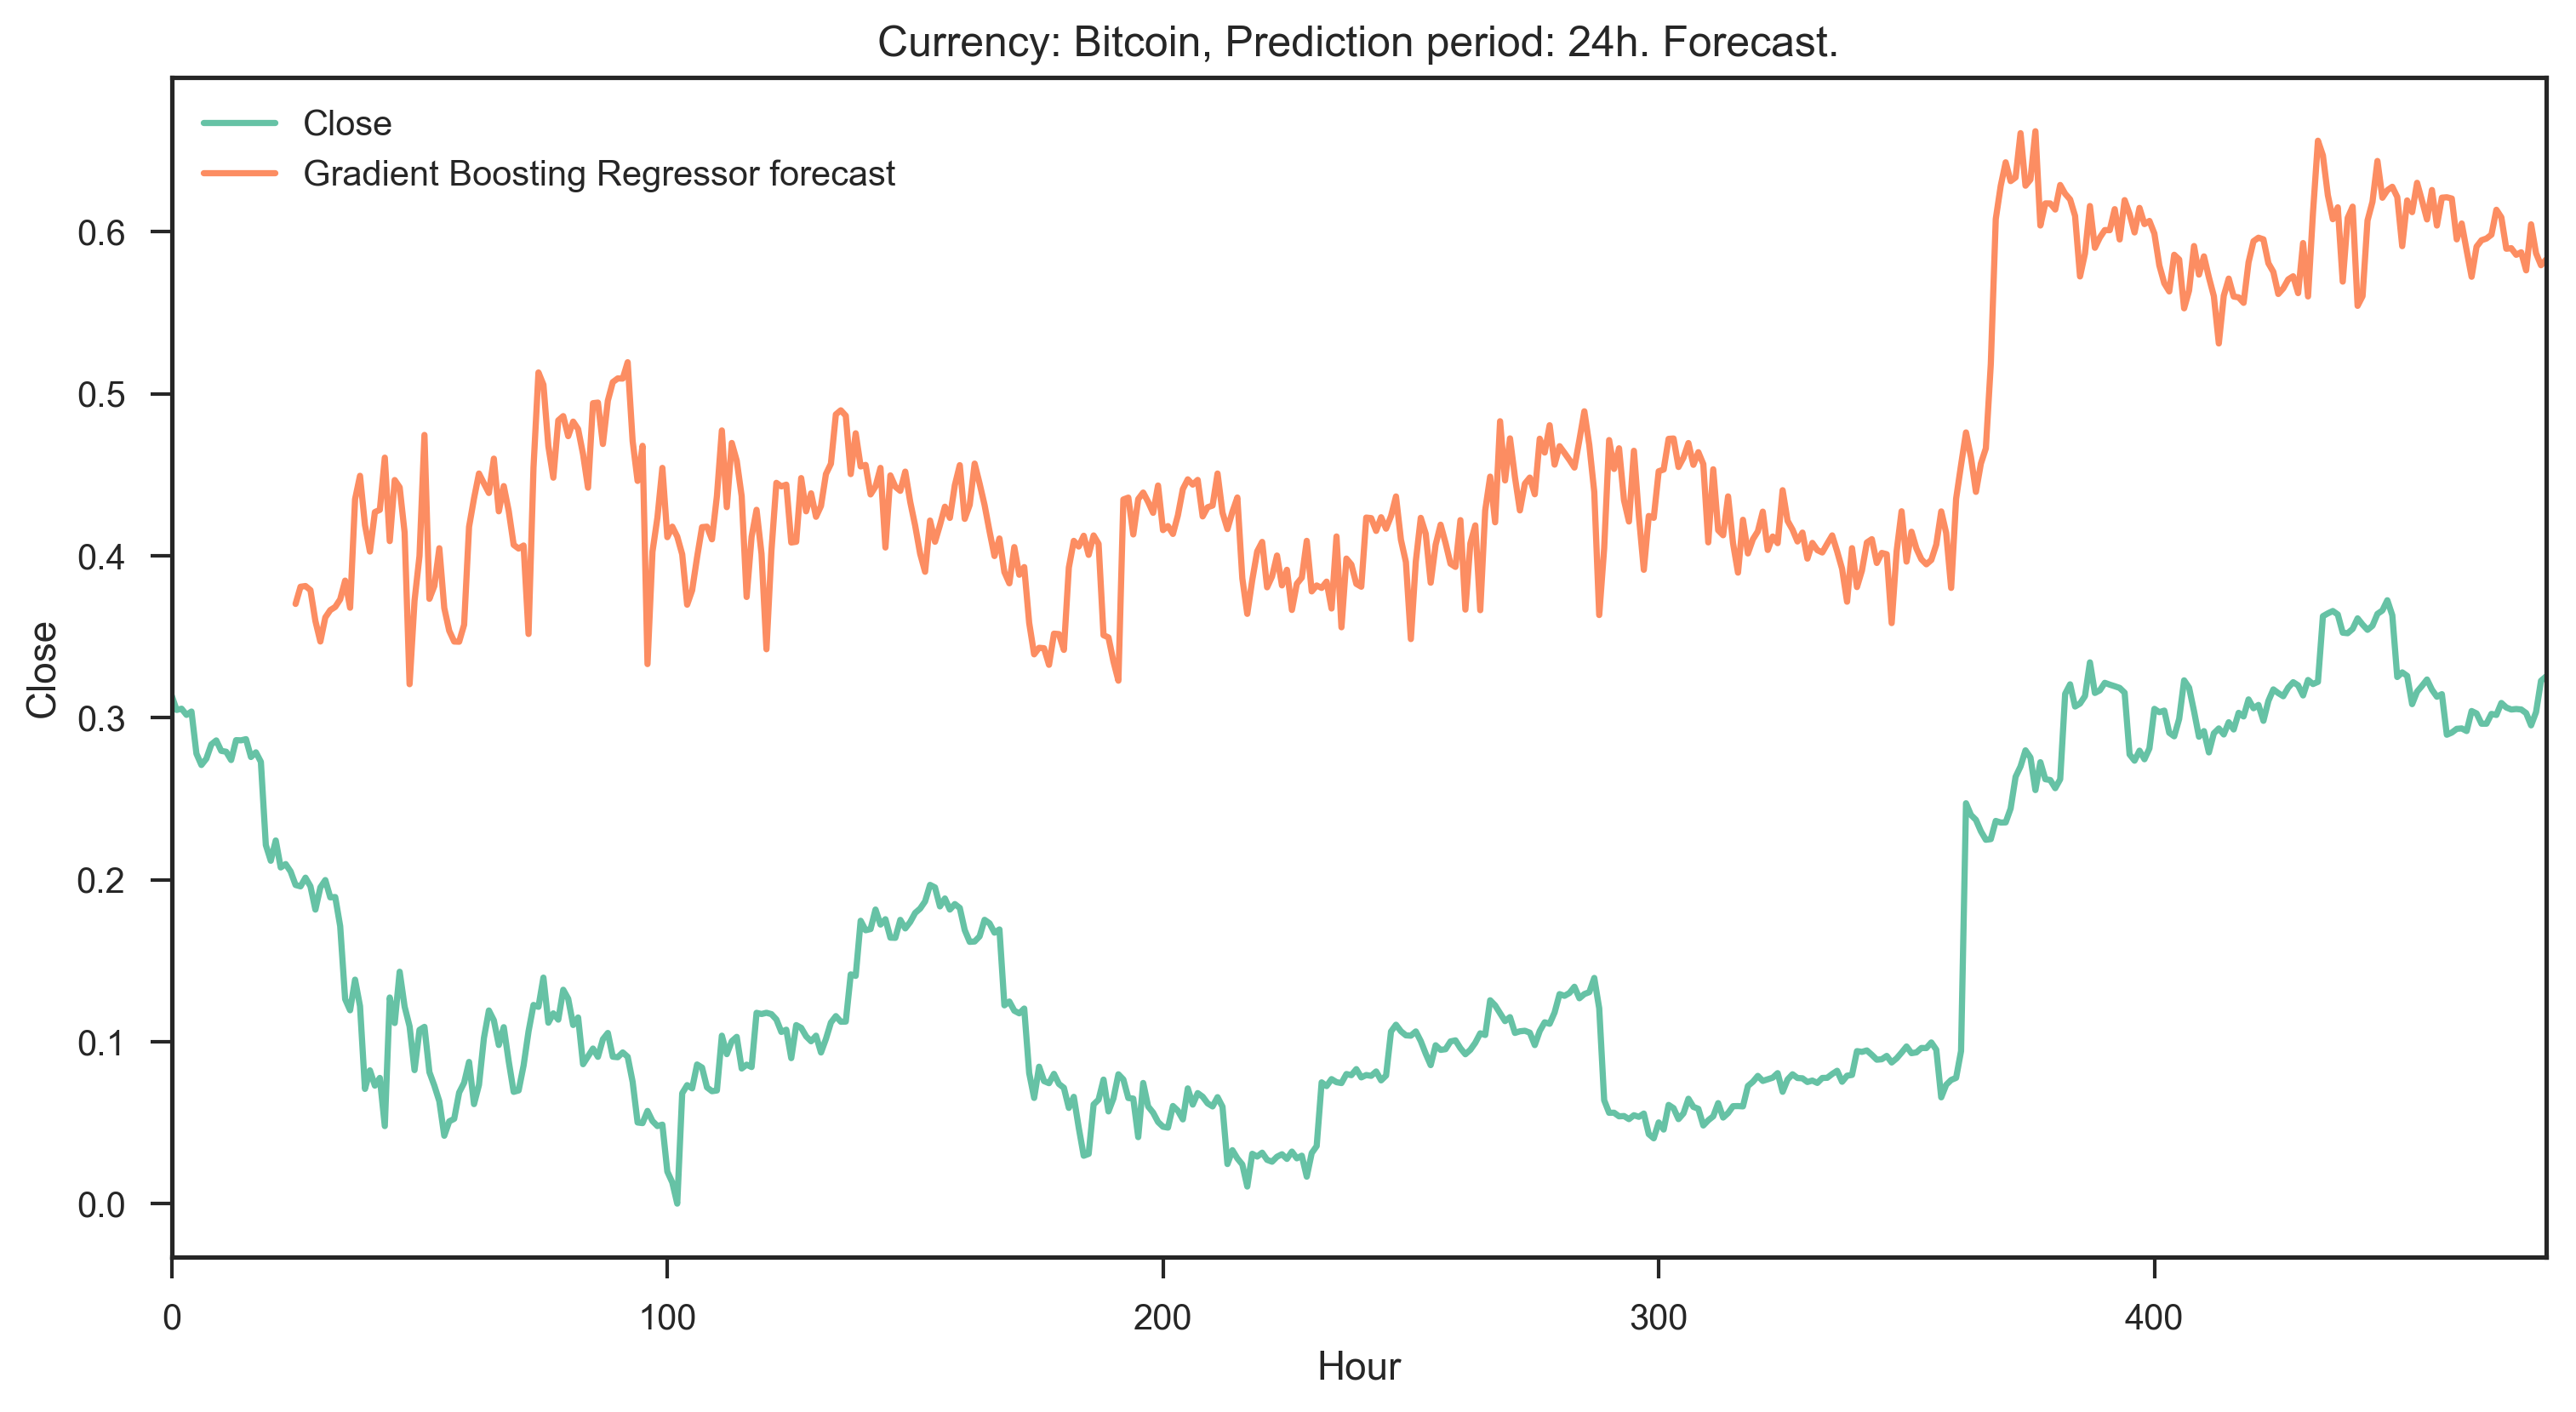 Currency: Bitcoin, Prediction period: 24h. Forecast.
Close
Gradient Boosting Regressor forecast
0.6
0.5
0.4
0.3
0.2
0.1
0.0
Close
0 100 200 300 400
Hour